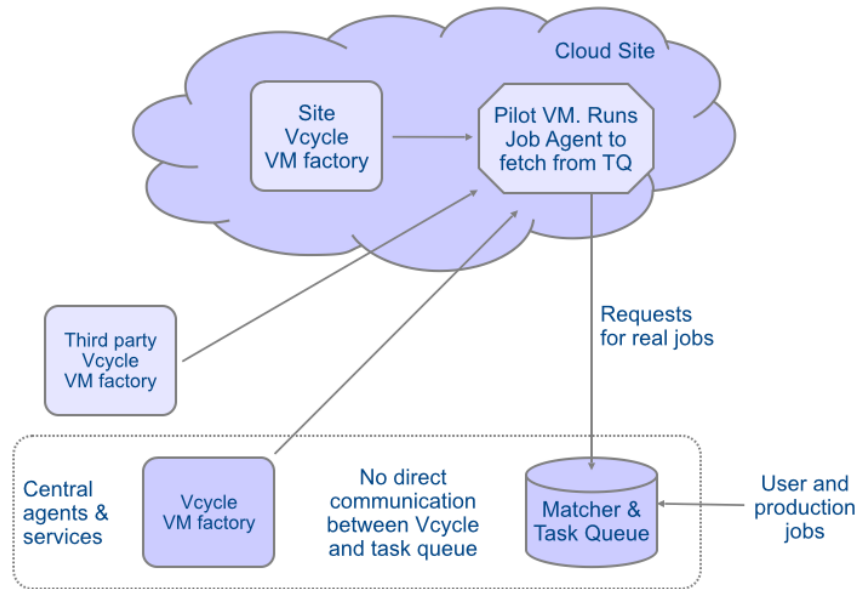 Cloud Site
Site
Vcycle
VM factory
Pilot VM. Runs
Job Agent to
fetch from TQ
Requests
for real jobs
Third party
Vcycle
VM factory
Central
agents &
services
Vcycle
VM factory
No direct
communication
between Vcycle
and task queue
Matcher &
Task Queue
User and
production
jobs